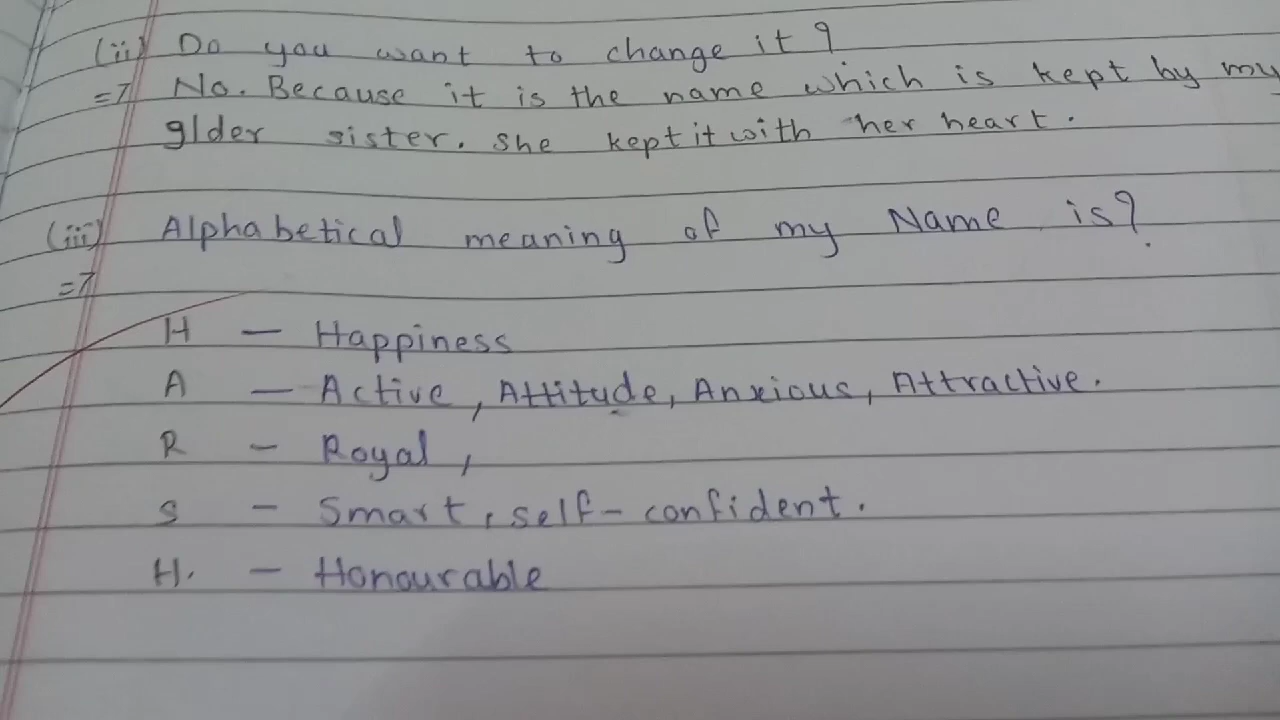 (ii) Do you want to change it ?
=> No. Because it is the name which is kept by my
glder sister. She kept it with her heart.
(iii) Alphabetical meaning of my Name is?
=>
H — Happiness
A — Active, Attitude, Anxious, Attractive.
R — Royal,
S — Smart, self-confident.
H. — Honourable